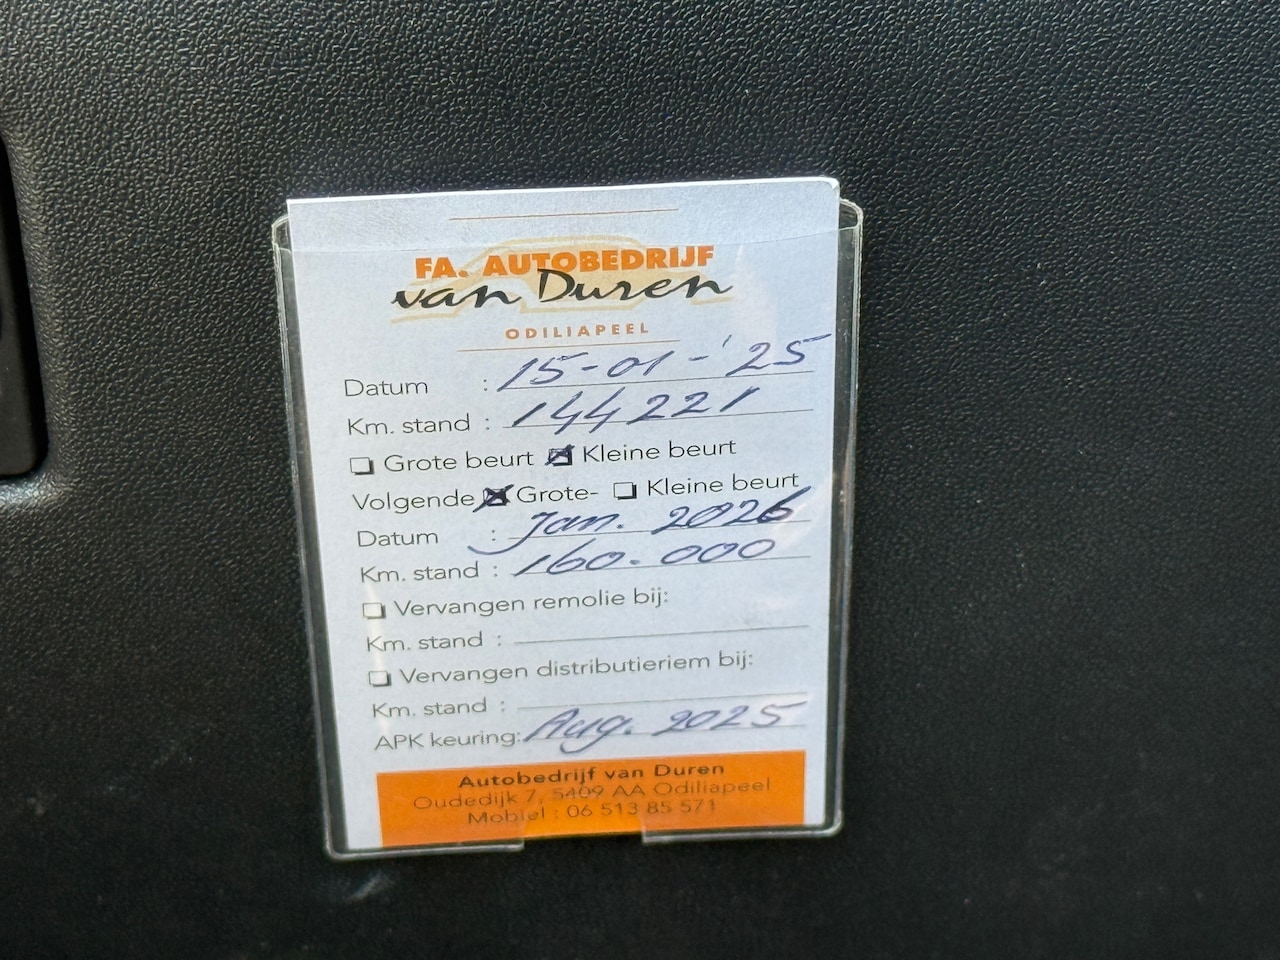 FA. AUTOBEDRIJF
van Duren
ODILIAPEEL
Datum : 15-01-'25
Km. stand : 144221
Grote beurt Kleine beurt
Volgende Grote- Kleine beurt
Datum : Jan. 2026
Km. stand : 160.000
Vervangen remolie bij:
Km. stand :
Vervangen distributieriem bij:
Km. stand :
APK keuring: Aug. 2025
Autobedrijf van Duren
Oudedijk 7, 5409 AA Odiliapeel
Mobiel : 06 513 85 571